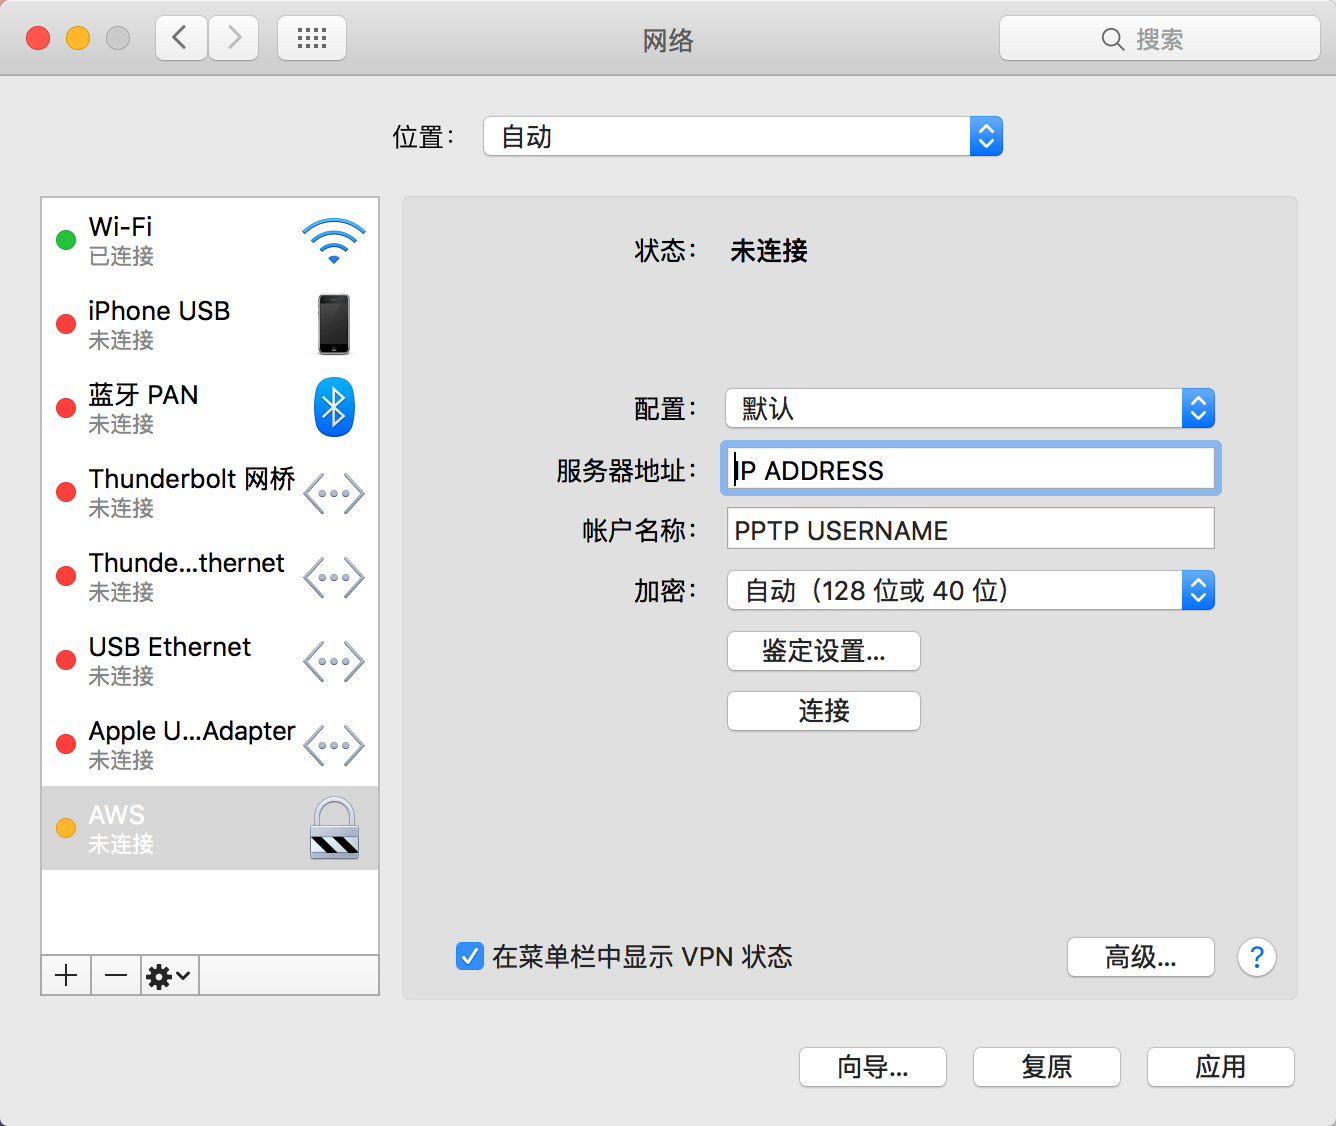 网络
搜索
位置：
自动
Wi-Fi
已连接
iPhone USB
未连接
蓝牙 PAN
未连接
Thunderbolt 网桥
未连接
Thunde...thernet
未连接
USB Ethernet
未连接
Apple U...Adapter
未连接
AWS
未连接
状态：
未连接
配置：
默认
服务器地址：
IP ADDRESS
帐户名称：
PPTP USERNAME
加密：
自动（128 位或 40 位）
鉴定设置...
连接
在菜单栏中显示 VPN 状态
高级...
?
向导...
复原
应用